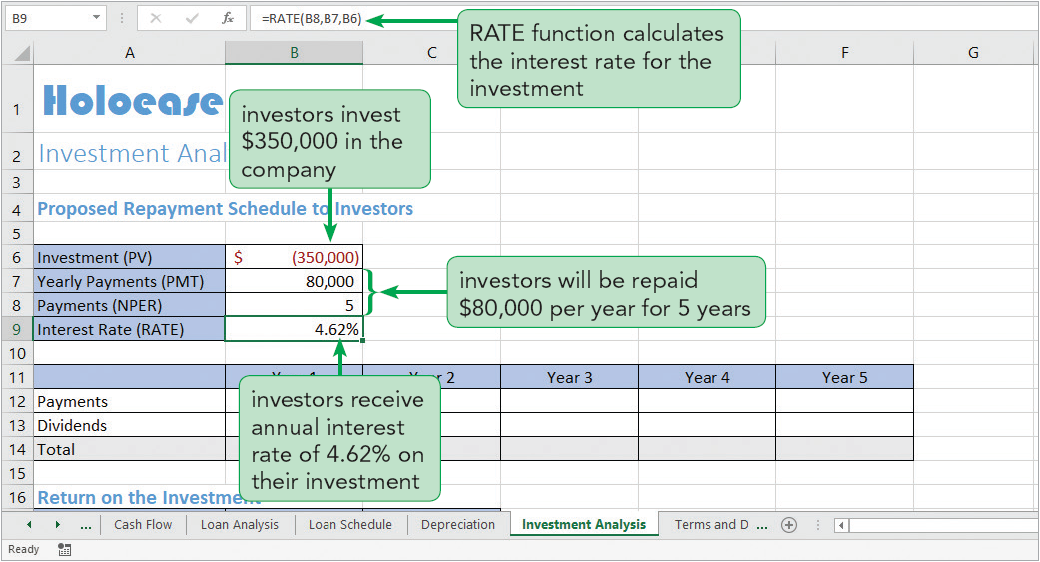 B9
fx
=RATE(B8,B7,B6)
RATE function calculates
the interest rate for the
investment
A B C F G
1 Holoease
investors invest
$350,000 in the
company
2 Investment Anal
3
4 Proposed Repayment Schedule to Investors
5
6 Investment (PV) $ (350,000)
7 Yearly Payments (PMT) 80,000
8 Payments (NPER) 5
investors will be repaid
$80,000 per year for 5 years
9 Interest Rate (RATE) 4.62%
10
11 Year 3 Year 4 Year 5
12 Payments
13 Dividends
14 Total
investors receive
annual interest
rate of 4.62% on
their investment
15
16 Return on the Investment
... Cash Flow Loan Analysis Loan Schedule Depreciation Investment Analysis Terms and D ...
Ready